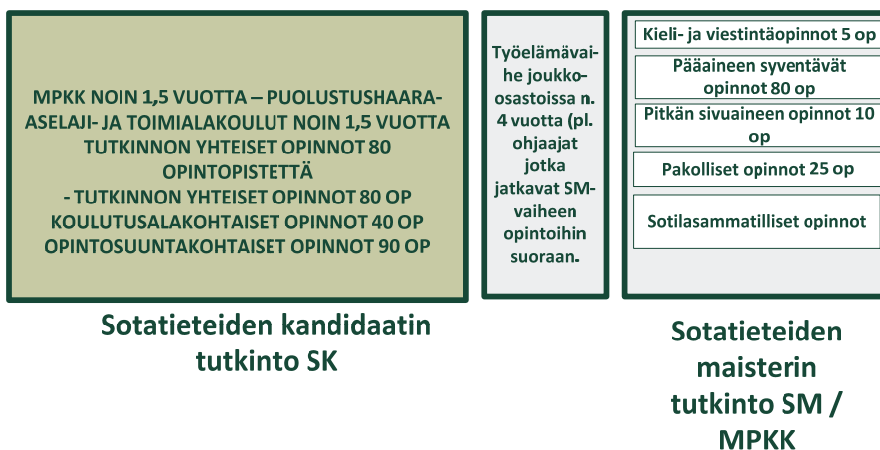 MPKK NOIN 1,5 VUOTTA – PUOLUSTUSHAARA-
ASELAJI- JA TOIMIALAKOULUT NOIN 1,5 VUOTTA
TUTKINNON YHTEISET OPINNOT 80
OPINTOPISTETTÄ
- TUTKINNON YHTEISET OPINNOT 80 OP
KOULUTUSALAKOHTAISET OPINNOT 40 OP
OPINTOSUUNTAKOHTAISET OPINNOT 90 OP
Sotatieteiden kandidaatin
tutkinto SK
Työelämävai-
he joukko-
osastoissa n.
4 vuotta (pl.
ohjaajat
jotka
jatkavat SM-
vaiheen
opintoihin
suoraan.
Kieli- ja viestintäopinnot 5 op
Pääaineen syventävät
opinnot 80 op
Pitkän sivuaineen opinnot 10
op
Pakolliset opinnot 25 op
Sotilasammatilliset opinnot
Sotatieteiden
maisterin
tutkinto SM /
MPKK